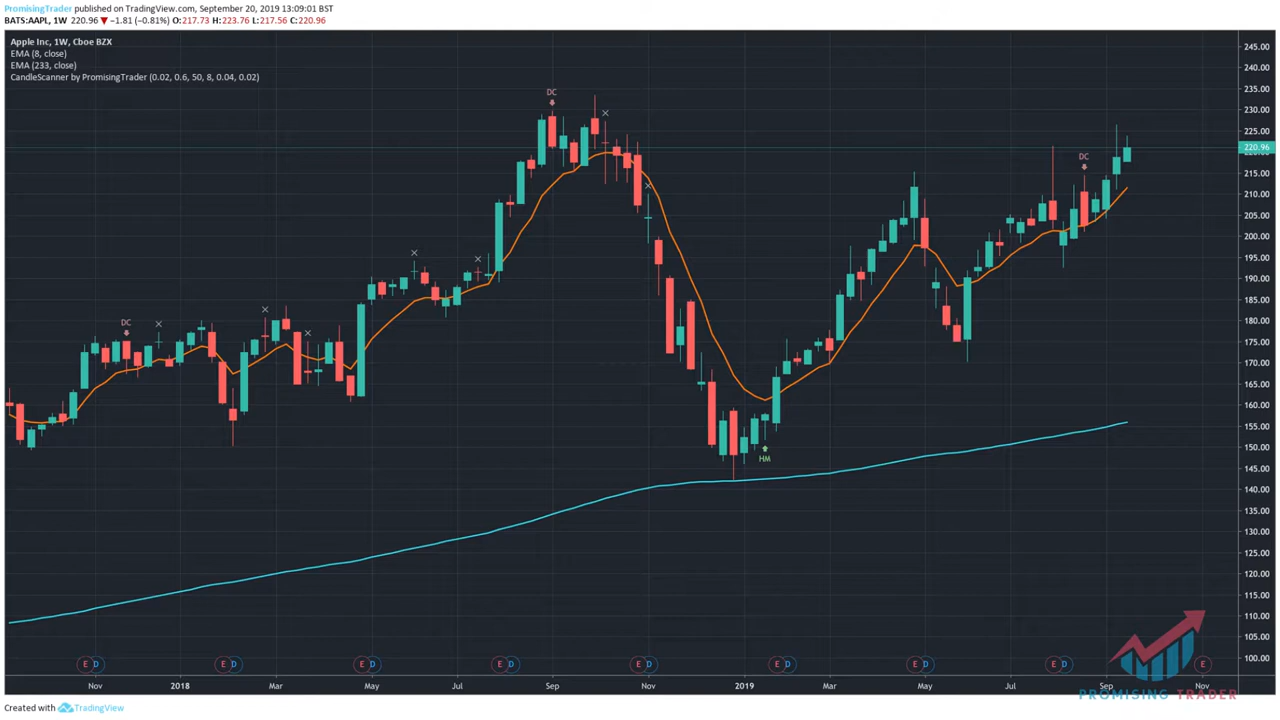 PromisingTrader published on TradingView.com, September 20, 2019 13:09:01 BST
BATS:AAPL, 1W 220.96 ▼ −1.81 (−0.81%) O:217.73 H:223.76 L:217.56 C:220.96
Apple Inc, 1W, Cboe BZX
EMA (8, close)
EMA (233, close)
CandleScanner by PromisingTrader (0.02, 0.6, 50, 8, 0.04, 0.02)
245.00
240.00
DC
235.00
230.00
225.00
220.96
220.00
DC
215.00
210.00
205.00
200.00
195.00
190.00
185.00
DC
180.00
175.00
170.00
165.00
160.00
155.00
150.00
HM
145.00
140.00
135.00
130.00
125.00
120.00
115.00
110.00
105.00
100.00
E D E D E D E D E D E D E D E D E
Nov 2018 Mar May Jul Sep Nov 2019 Mar May Jul Sep Nov
PROMISING TRADER
Created with TradingView